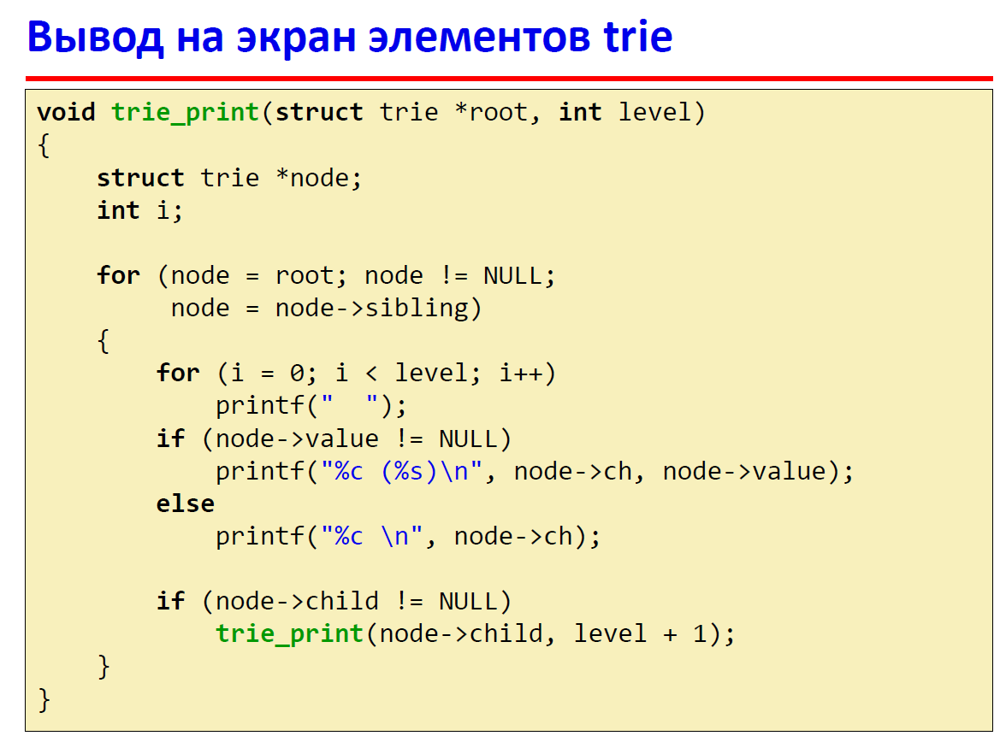 Вывод на экран элементов trie
void trie_print(struct trie *root, int level)
{
    struct trie *node;
    int i;

    for (node = root; node != NULL;
         node = node->sibling)
    {
        for (i = 0; i < level; i++)
            printf("  ");
        if (node->value != NULL)
            printf("%c (%s)\n", node->ch, node->value);
        else
            printf("%c \n", node->ch);

        if (node->child != NULL)
            trie_print(node->child, level + 1);
    }
}